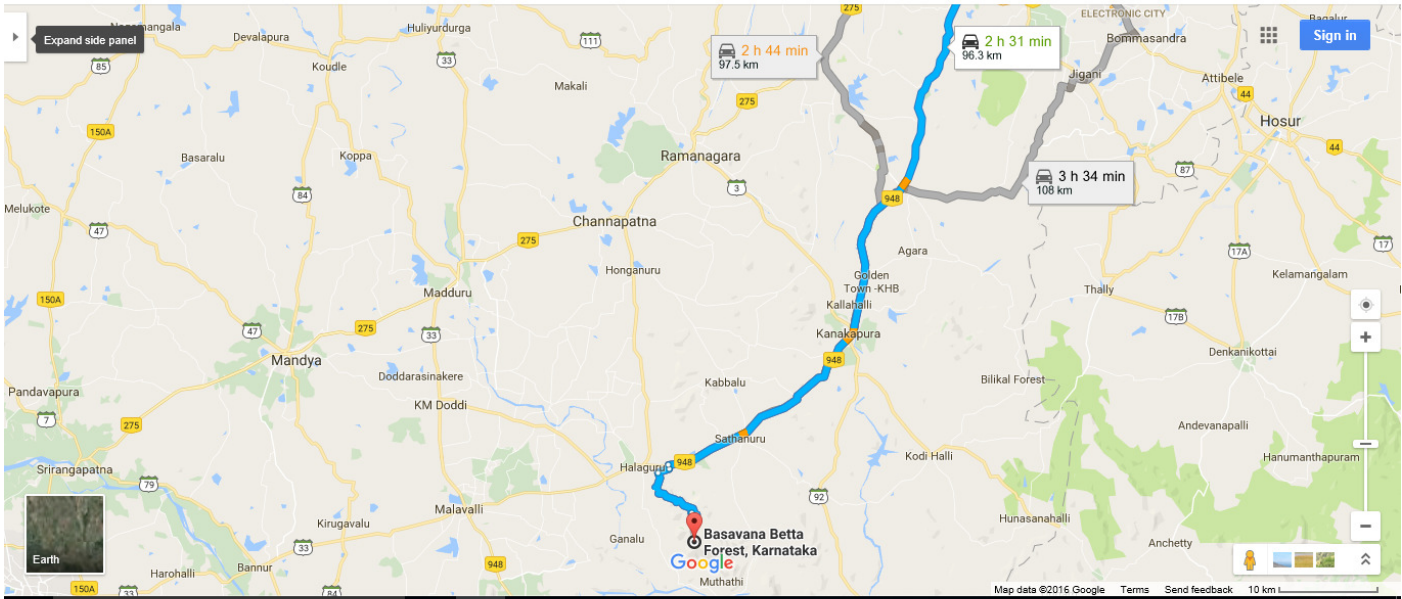 275
ELECTRONIC CITY
Bagalur
Nagamangala
Huliyurdurga
Expand side panel
Devalapura
111
2 h 44 min
97.5 km
2 h 31 min
96.3 km
Bommasandra
Sign in
85
Koudle
33
Makali
Jigani
Attibele
275
44
Hosur
150A
Basaralu
Koppa
Ramanagara
44
87
3 h 34 min
108 km
84
3
948
Melukote
47
Channapatna
275
Agara
17A
17
Honganuru
Golden
Town -KHB
Kelamangalam
150A
Madduru
Kallahalli
Thally
47
275
33
Kanakapura
17B
Mandya
948
Denkanikottai
Doddarasinakere
Kabbalu
Bilikal Forest
Pandavapura
KM Doddi
7
275
Sathanuru
Andevanapalli
Srirangapatna
Halaguru
948
Kodi Halli
Hanumanthapuram
79
92
Malavalli
Kirugavalu
Hunasanahalli
Ganalu
Basavana Betta
Forest, Karnataka
Anchetty
33
Earth
948
Google
Harohalli
Bannur
Muthathi
150A
84
Map data ©2016 Google
Terms
Send feedback
10 km